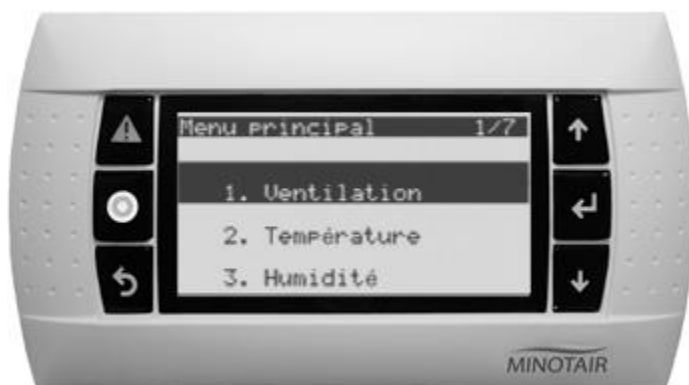 Menu principal 1/7
1. Ventilation
2. Température
3. Humidité
MINOTAIR